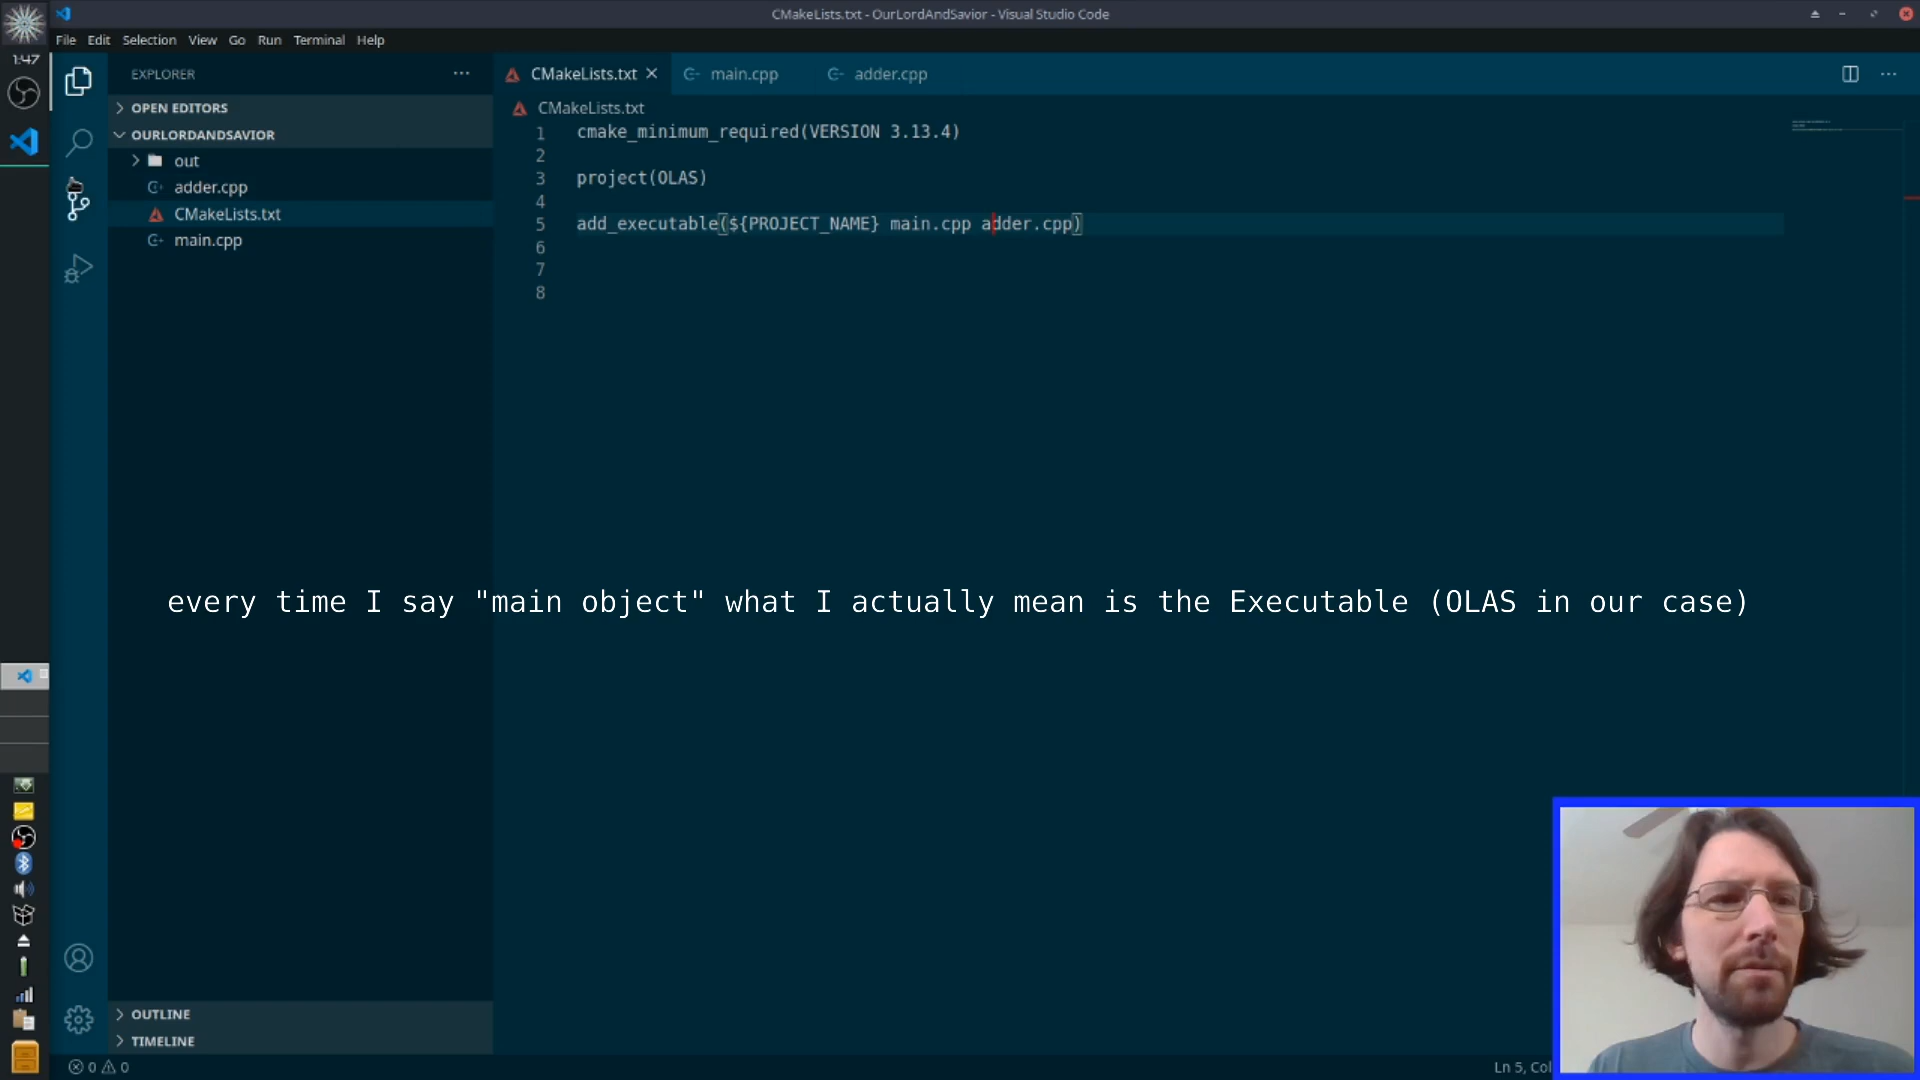 CMakeLists.txt - OurLordAndSavior - Visual Studio Code
File Edit Selection View Go Run Terminal Help
1:47
EXPLORER
OPEN EDITORS
OURLORDANDSAVIOR
out
adder.cpp
CMakeLists.txt
main.cpp
CMakeLists.txt main.cpp adder.cpp
CMakeLists.txt
1 cmake_minimum_required(VERSION 3.13.4)
2
3 project(OLAS)
4
5 add_executable(${PROJECT_NAME} main.cpp adder.cpp)
6
7
8
every time I say "main object" what I actually mean is the Executable (OLAS in our case)
OUTLINE
TIMELINE
0 0
Ln 5, Col